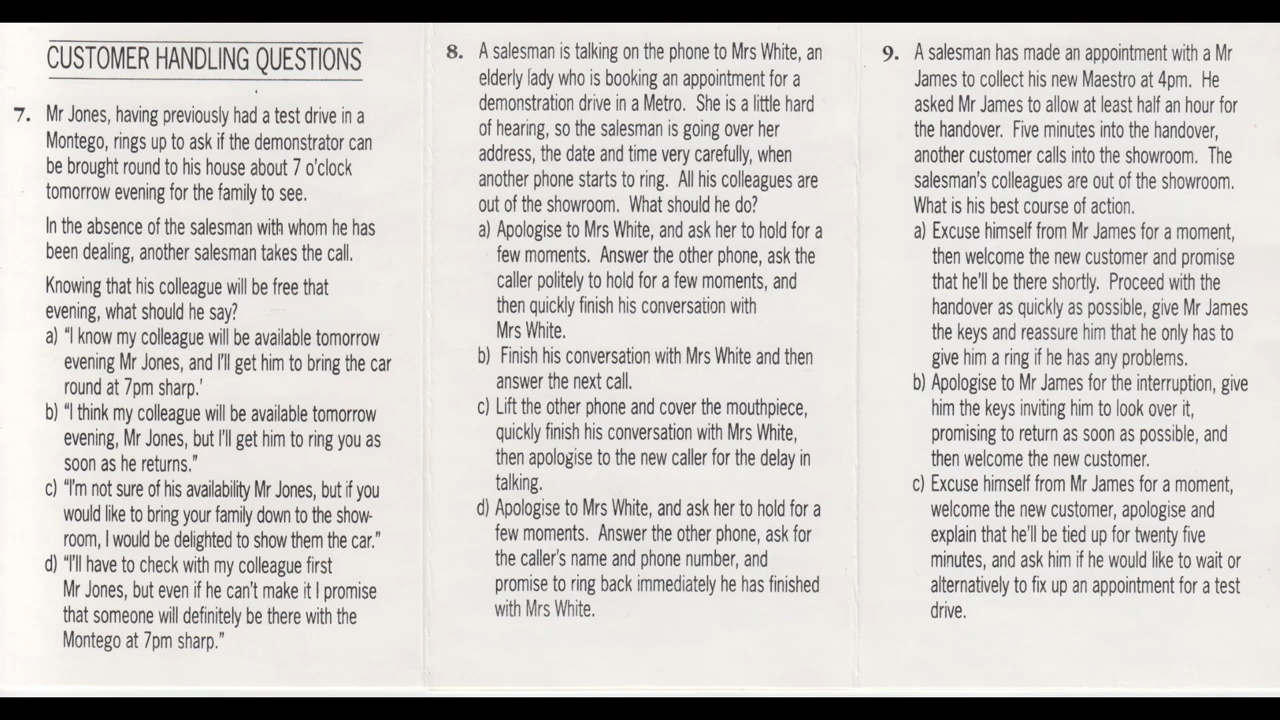 CUSTOMER HANDLING QUESTIONS
7. Mr Jones, having previously had a test drive in a
Montego, rings up to ask if the demonstrator can
be brought round to his house about 7 o'clock
tomorrow evening for the family to see.
In the absence of the salesman with whom he has
been dealing, another salesman takes the call.
Knowing that his colleague will be free that
evening, what should he say?
a) "I know my colleague will be available tomorrow
evening Mr Jones, and I'll get him to bring the car
round at 7pm sharp.'
b) "I think my colleague will be available tomorrow
evening, Mr Jones, but I'll get him to ring you as
soon as he returns."
c) "I'm not sure of his availability Mr Jones, but if you
would like to bring your family down to the show-
room, I would be delighted to show them the car."
d) "I'll have to check with my colleague first
Mr Jones, but even if he can't make it I promise
that someone will definitely be there with the
Montego at 7pm sharp."
8. A salesman is talking on the phone to Mrs White, an
elderly lady who is booking an appointment for a
demonstration drive in a Metro. She is a little hard
of hearing, so the salesman is going over her
address, the date and time very carefully, when
another phone starts to ring. All his colleagues are
out of the showroom. What should he do?
a) Apologise to Mrs White, and ask her to hold for a
few moments. Answer the other phone, ask the
caller politely to hold for a few moments, and
then quickly finish his conversation with
Mrs White.
b) Finish his conversation with Mrs White and then
answer the next call.
c) Lift the other phone and cover the mouthpiece,
quickly finish his conversation with Mrs White,
then apologise to the new caller for the delay in
talking.
d) Apologise to Mrs White, and ask her to hold for a
few moments. Answer the other phone, ask for
the caller's name and phone number, and
promise to ring back immediately he has finished
with Mrs White.
9. A salesman has made an appointment with a Mr
James to collect his new Maestro at 4pm. He
asked Mr James to allow at least half an hour for
the handover. Five minutes into the handover,
another customer calls into the showroom. The
salesman's colleagues are out of the showroom.
What is his best course of action.
a) Excuse himself from Mr James for a moment,
then welcome the new customer and promise
that he'll be there shortly. Proceed with the
handover as quickly as possible, give Mr James
the keys and reassure him that he only has to
give him a ring if he has any problems.
b) Apologise to Mr James for the interruption, give
him the keys inviting him to look over it,
promising to return as soon as possible, and
then welcome the new customer.
c) Excuse himself from Mr James for a moment,
welcome the new customer, apologise and
explain that he'll be tied up for twenty five
minutes, and ask him if he would like to wait or
alternatively to fix up an appointment for a test
drive.